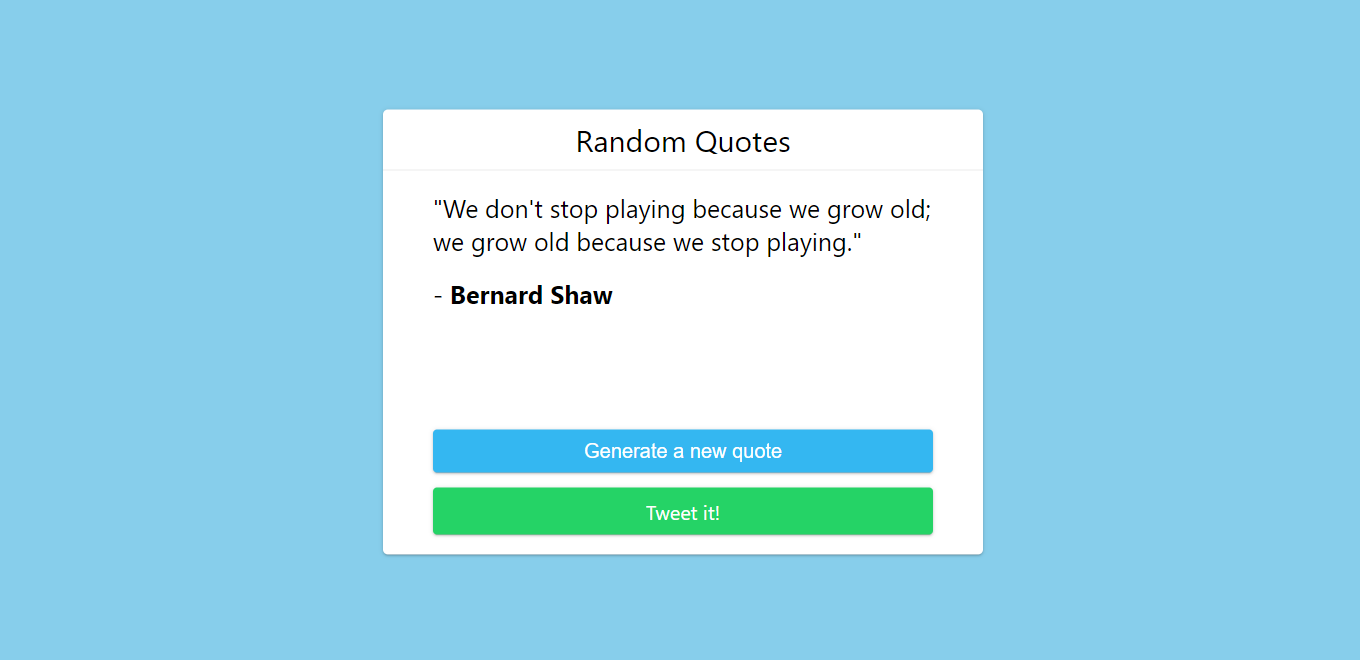 Random Quotes
"We don't stop playing because we grow old;
we grow old because we stop playing."
- Bernard Shaw
Generate a new quote
Tweet it!